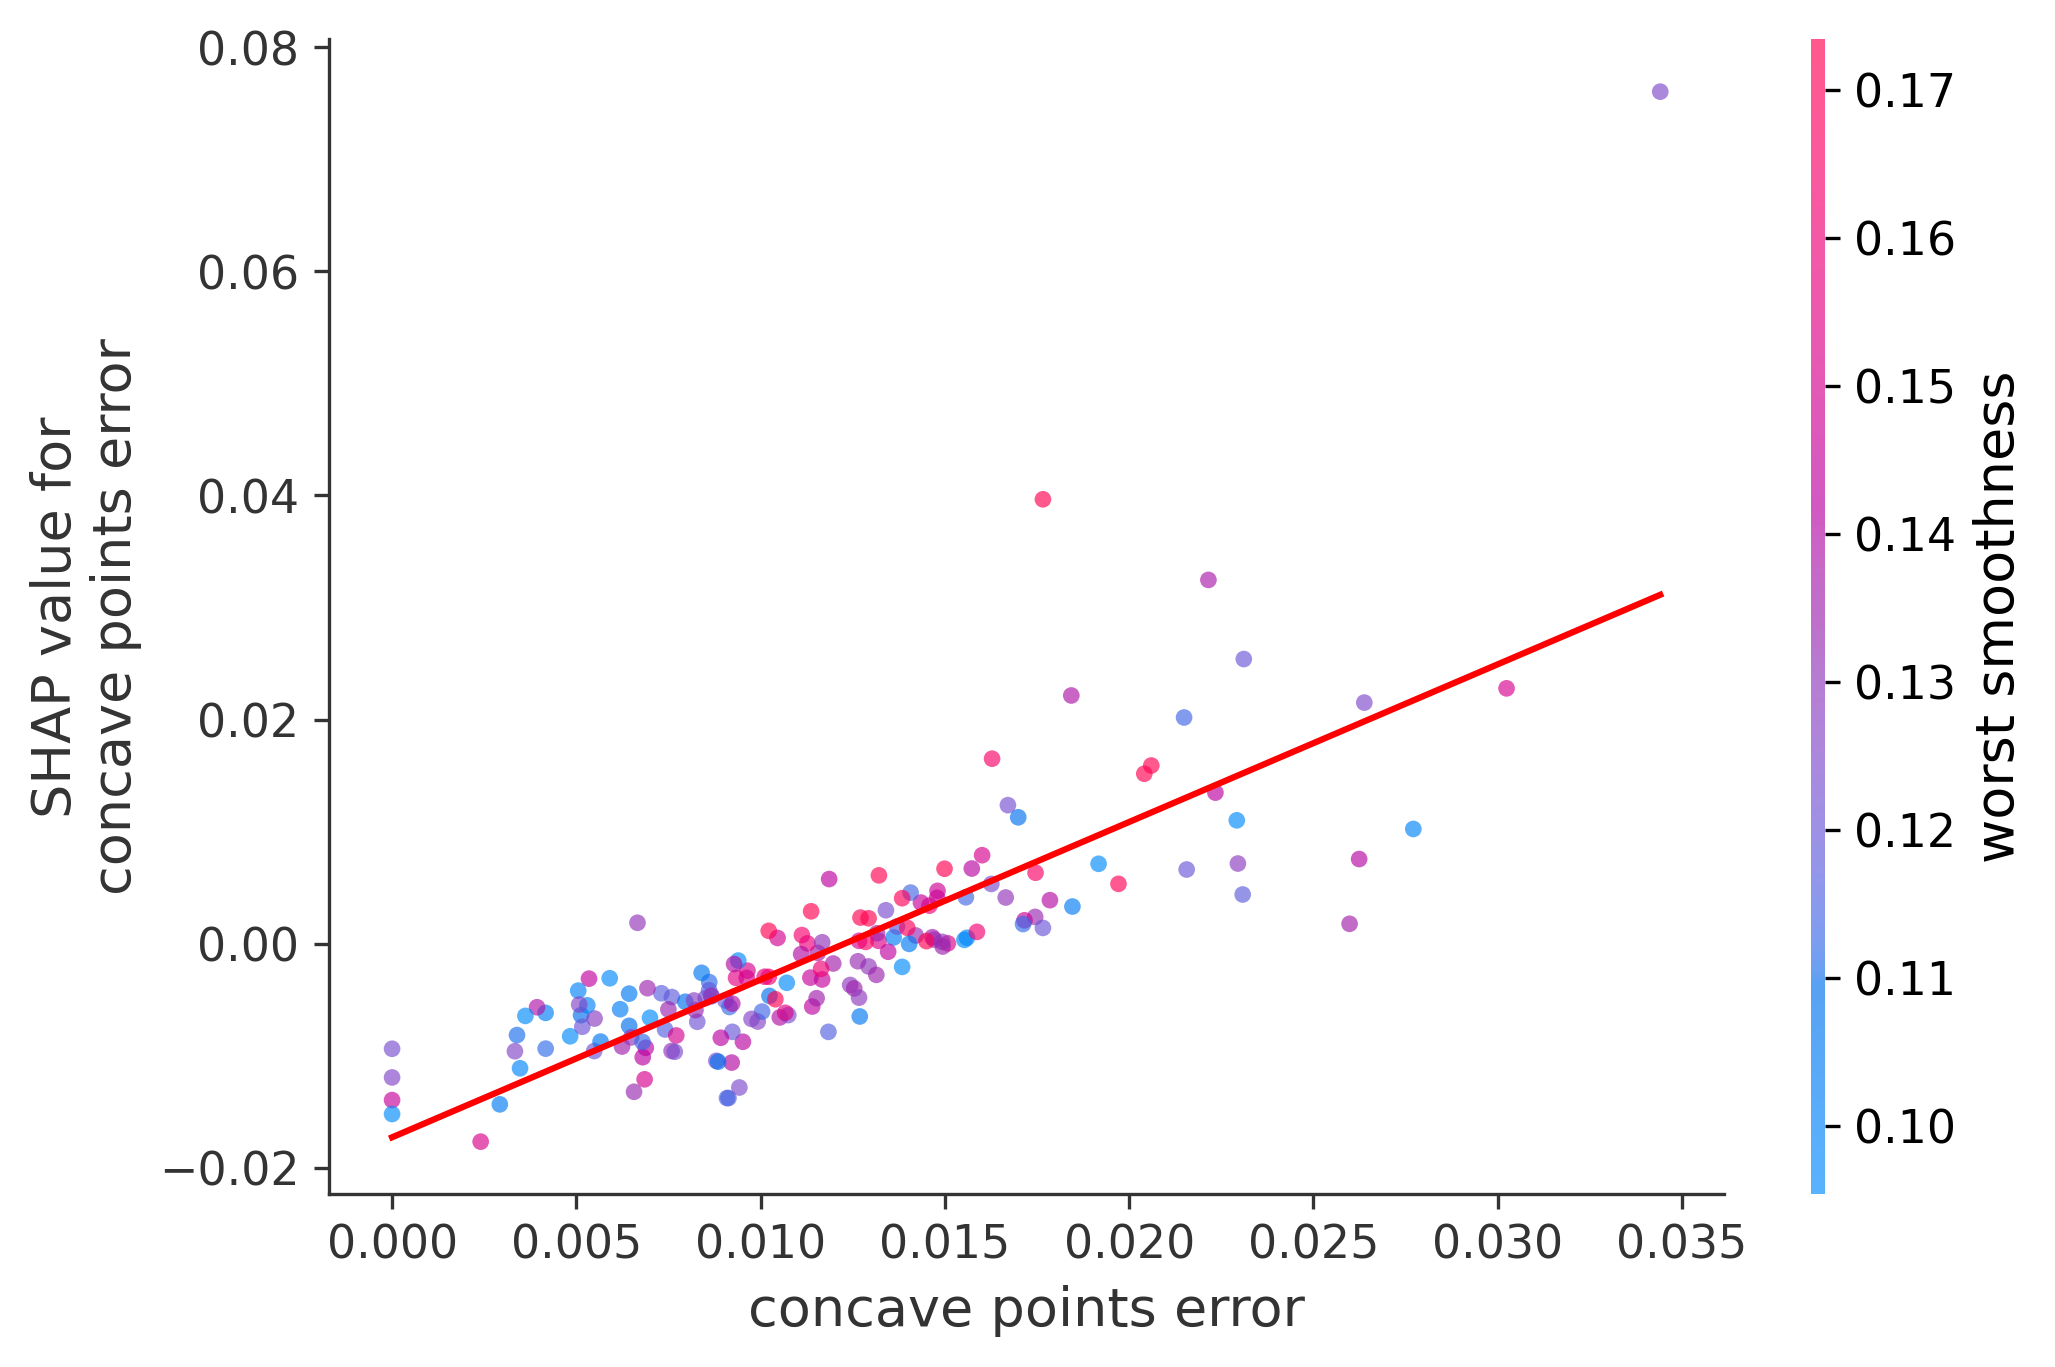 SHAP value for
concave points error
0.08
0.06
0.04
0.02
0.00
−0.02
0.000 0.005 0.010 0.015 0.020 0.025 0.030 0.035
concave points error
0.17
0.16
0.15
0.14
0.13
0.12
0.11
0.10
worst smoothness